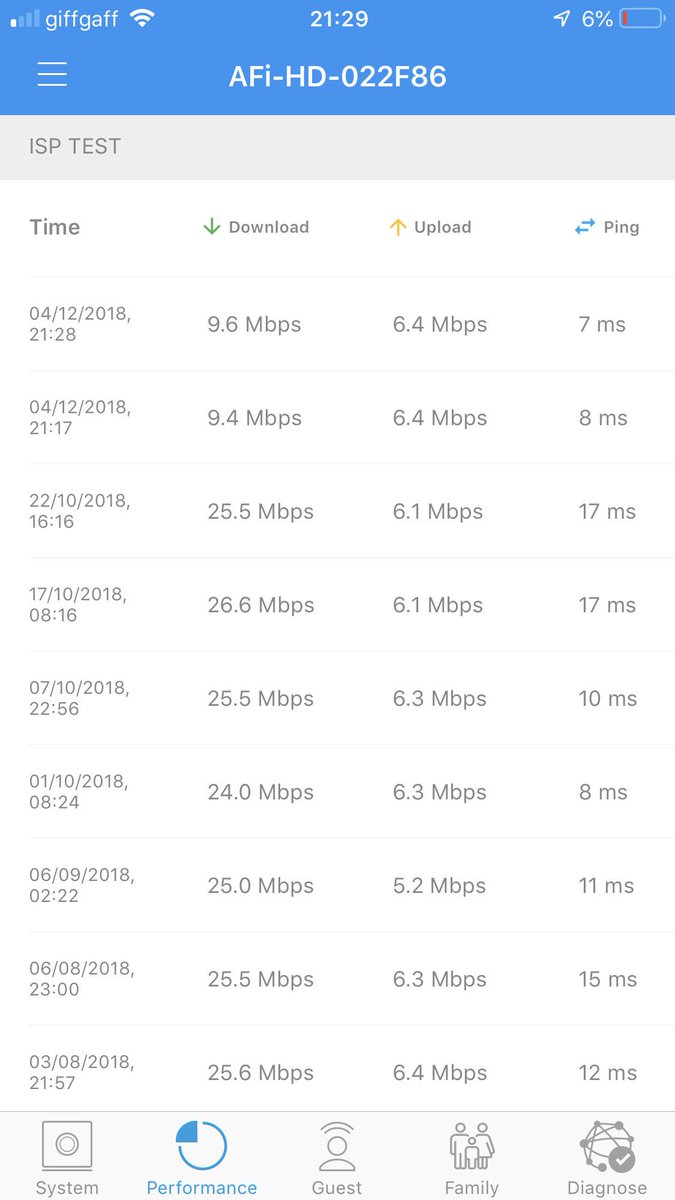 giffgaff 21:29 6%
AFi-HD-022F86
ISP TEST
Time Download Upload Ping
04/12/2018,
21:28
9.6 Mbps 6.4 Mbps 7 ms
04/12/2018,
21:17
9.4 Mbps 6.4 Mbps 8 ms
22/10/2018,
16:16
25.5 Mbps 6.1 Mbps 17 ms
17/10/2018,
08:16
26.6 Mbps 6.1 Mbps 17 ms
07/10/2018,
22:56
25.5 Mbps 6.3 Mbps 10 ms
01/10/2018,
08:24
24.0 Mbps 6.3 Mbps 8 ms
06/09/2018,
02:22
25.0 Mbps 5.2 Mbps 11 ms
06/08/2018,
23:00
25.5 Mbps 6.3 Mbps 15 ms
03/08/2018,
21:57
25.6 Mbps 6.4 Mbps 12 ms
System Performance Guest Family Diagnose